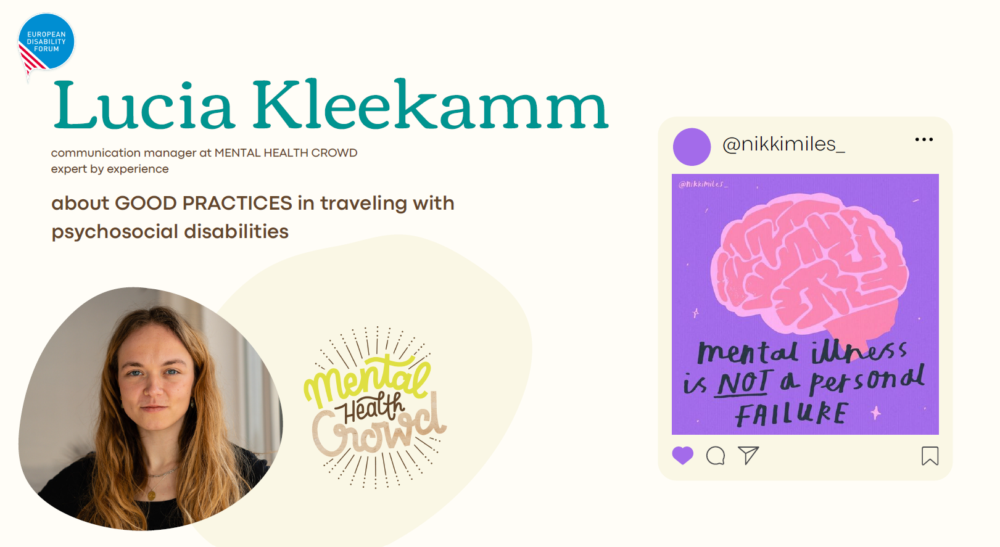 EUROPEAN
DISABILITY
FORUM
Lucia Kleekamm
communication manager at MENTAL HEALTH CROWD
expert by experience
about GOOD PRACTICES in traveling with
psychosocial disabilities
mental
Health
Crowd
@nikkimiles_
@nikkimiles_
mental illness
is NOT a personal
FAILURE